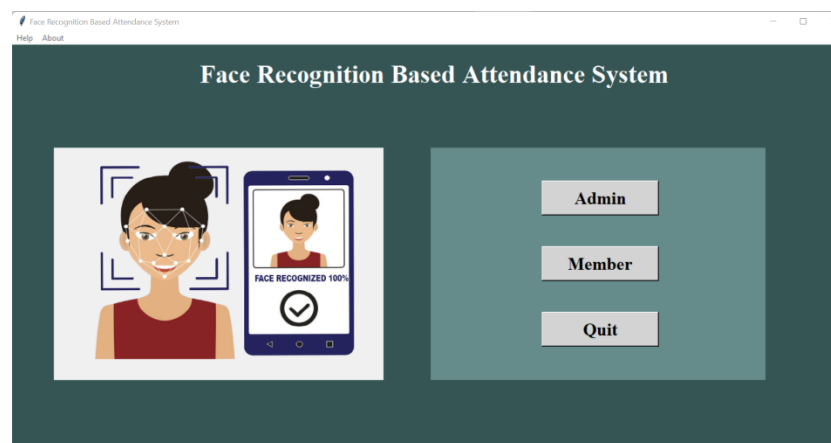 Face Recognition Based Attendance System
Help About
Face Recognition Based Attendance System
FACE RECOGNIZED 100%
Admin
Member
Quit